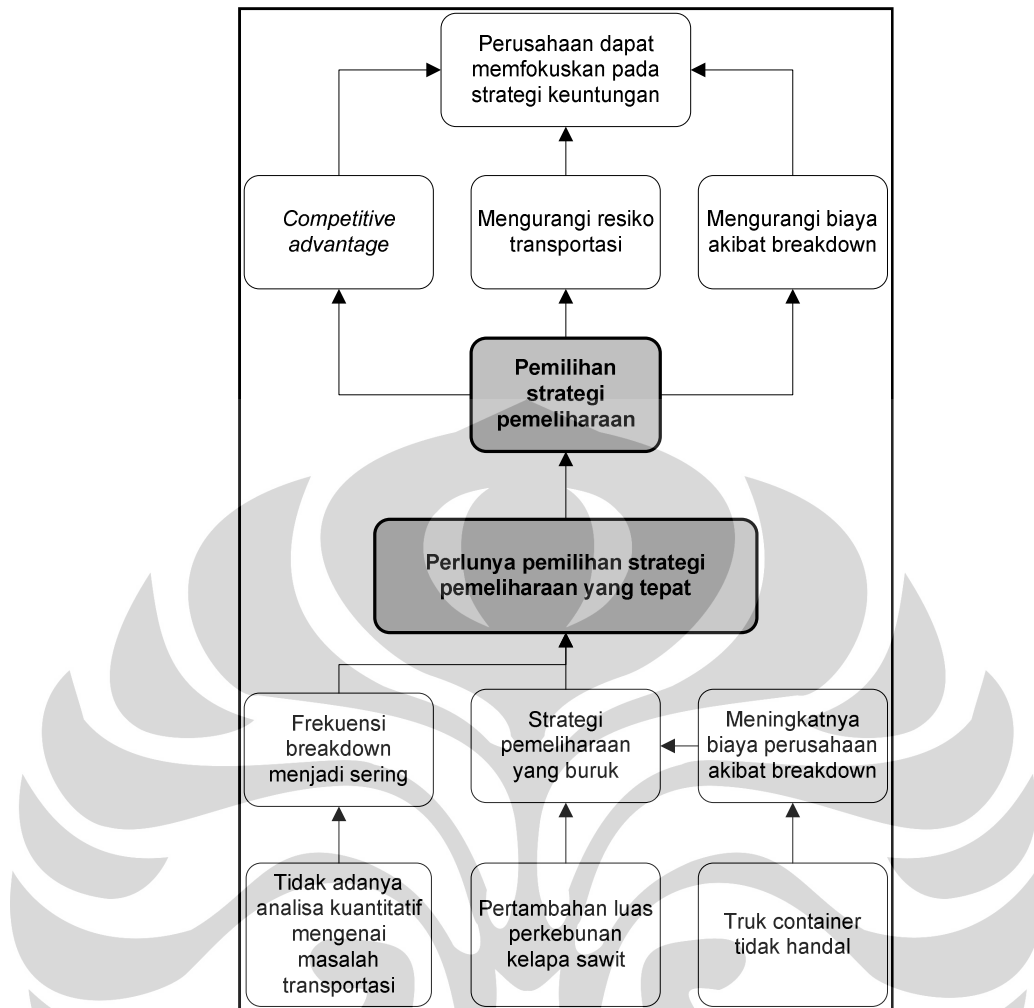 Perusahaan dapat
memfokuskan pada
strategi keuntungan
Competitive
advantage
Mengurangi resiko
transportasi
Mengurangi biaya
akibat breakdown
Pemilihan
strategi
pemeliharaan
Perlunya pemilihan strategi
pemeliharaan yang tepat
Frekuensi
breakdown
menjadi sering
Strategi
pemeliharaan
yang buruk
Meningkatnya
biaya perusahaan
akibat breakdown
Tidak adanya
analisa kuantitatif
mengenai
masalah
transportasi
Pertambahan luas
perkebunan
kelapa sawit
Truk container
tidak handal